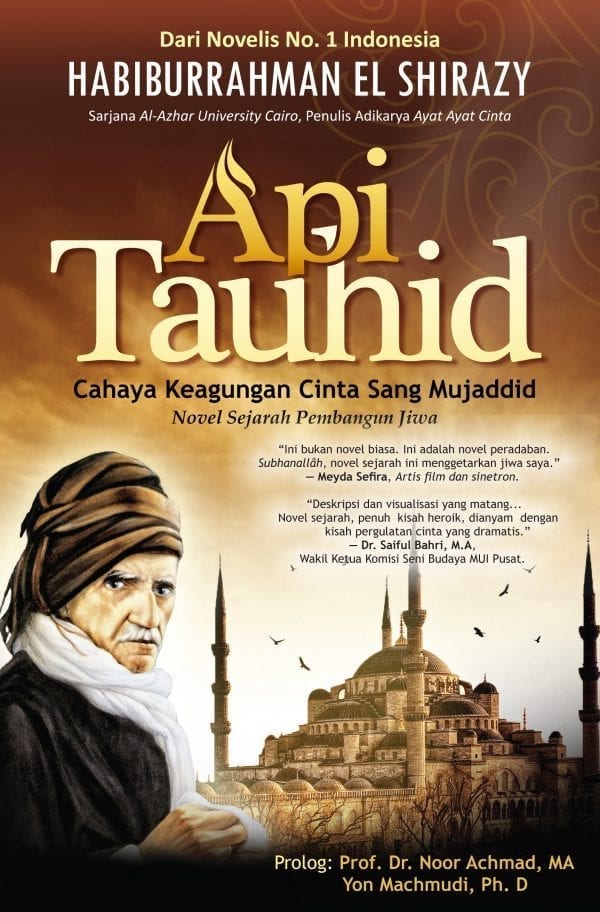 Dari Novelis No. 1 Indonesia
HABIBURRAHMAN EL SHIRAZY
Sarjana Al-Azhar University Cairo, Penulis Adikarya Ayat Ayat Cinta
Api
Tauhid
Cahaya Keagungan Cinta Sang Mujaddid
Novel Sejarah Pembangun Jiwa
“Ini bukan novel biasa. Ini adalah novel peradaban.
Subhanallâh, novel sejarah ini menggetarkan jiwa saya.”
— Meyda Sefira, Artis film dan sinetron.
“Deskripsi dan visualisasi yang matang...
Novel sejarah, penuh kisah heroik, dianyam dengan
kisah pergulatan cinta yang dramatis.”
— Dr. Saiful Bahri, M.A,
Wakil Ketua Komisi Seni Budaya MUI Pusat.
Prolog: Prof. Dr. Noor Achmad, MA
Yon Machmudi, Ph. D